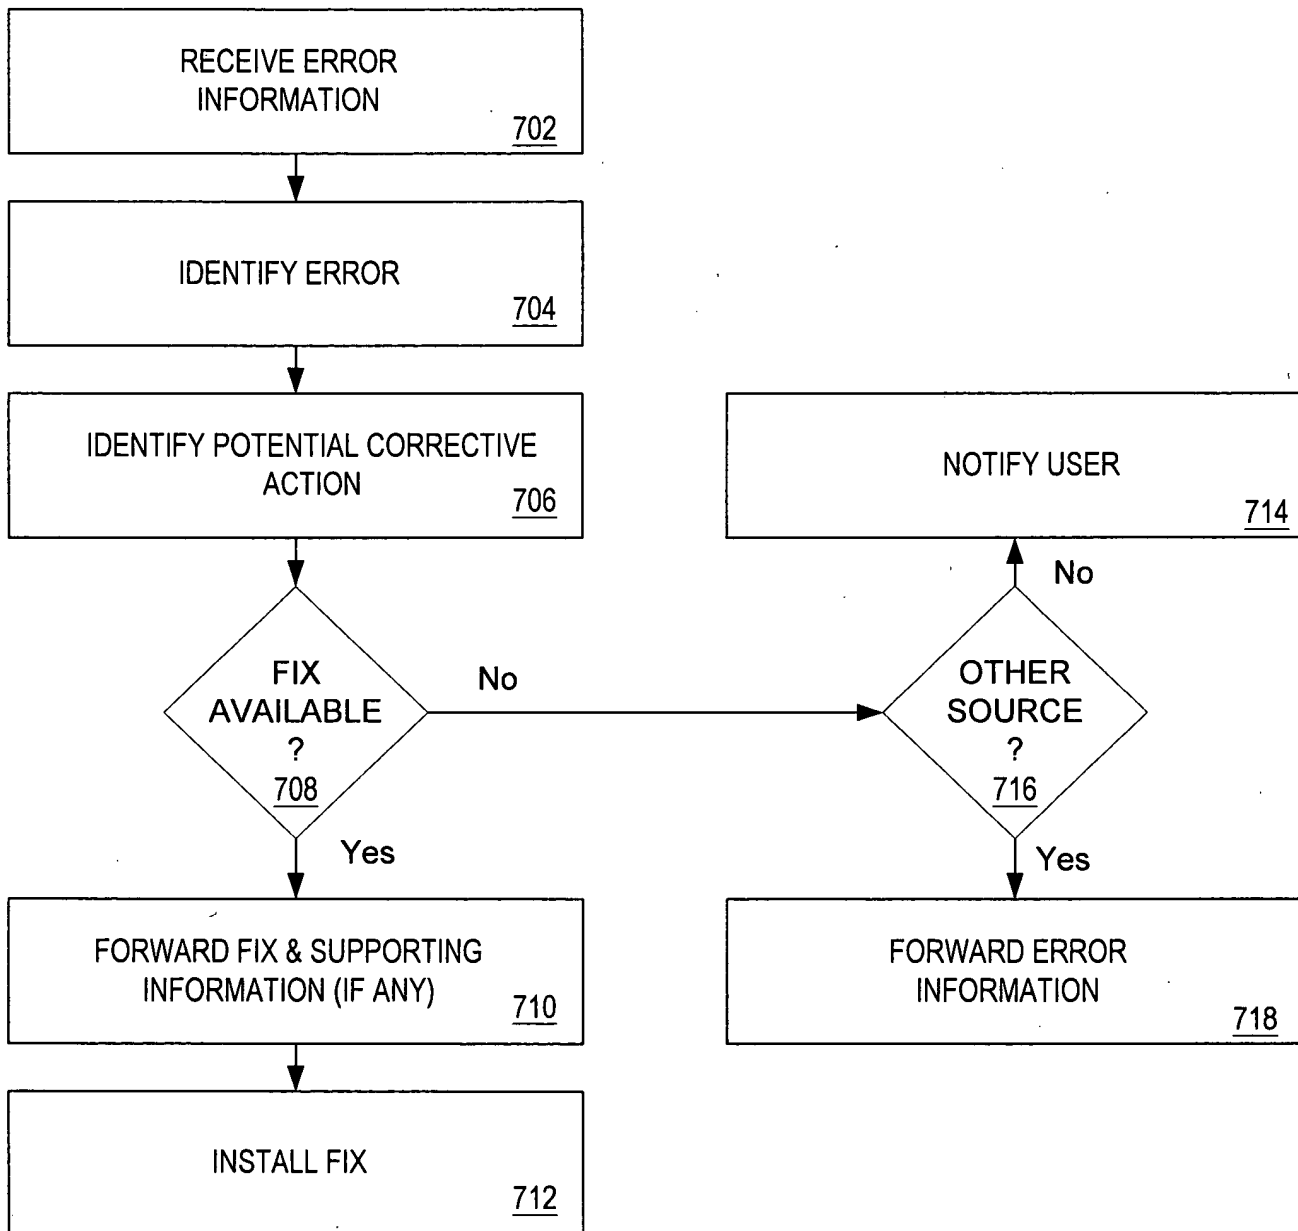 RECEIVE ERROR
INFORMATION
702
IDENTIFY ERROR
704
IDENTIFY POTENTIAL CORRECTIVE
ACTION
706
NOTIFY USER
714
No
FIX
AVAILABLE
?
708
No
OTHER
SOURCE
?
716
Yes
Yes
FORWARD FIX & SUPPORTING
INFORMATION (IF ANY)
710
FORWARD ERROR
INFORMATION
718
INSTALL FIX
712